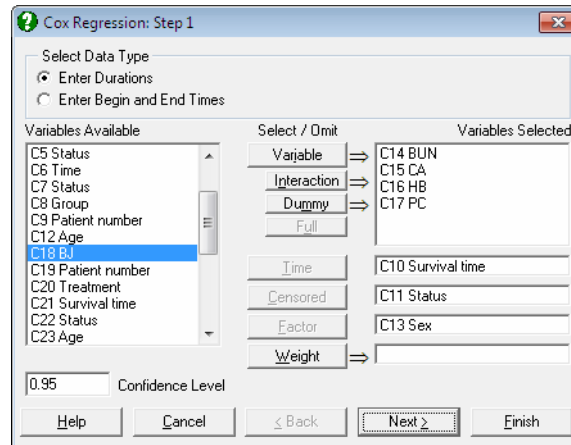 Cox Regression: Step 1
Select Data Type
Enter Durations
Enter Begin and End Times
Variables Available
Select / Omit
Variables Selected
C5 Status
C6 Time
C7 Status
C8 Group
C9 Patient number
C12 Age
C18 BJ
C19 Patient number
C20 Treatment
C21 Survival time
C22 Status
C23 Age
Variable
Interaction
Dummy
Full
C14 BUN
C15 CA
C16 HB
C17 PC
Time
C10 Survival time
Censored
C11 Status
Factor
C13 Sex
Weight
0.95 Confidence Level
Help
Cancel
< Back
Next >
Finish